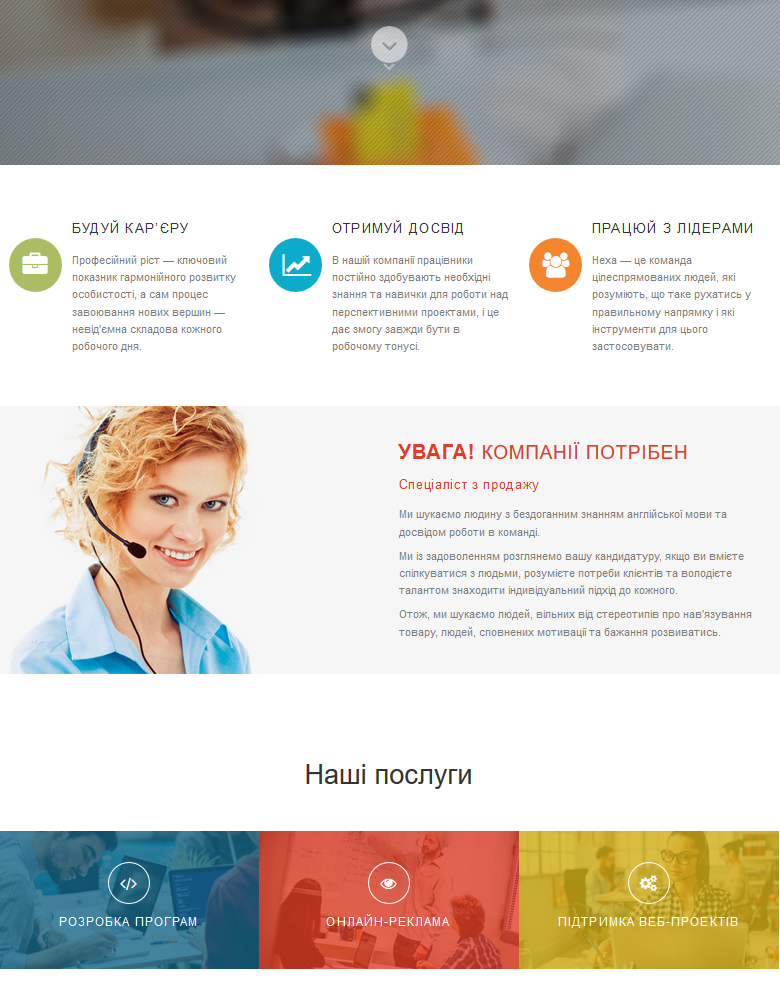 БУДУЙ КАР’ЄРУ
Професійний ріст — ключовий
показник гармонійного розвитку
особистості, а сам процес
завоювання нових вершин —
невід'ємна складова кожного
робочого дня.
ОТРИМУЙ ДОСВІД
В нашій компанії працівники
постійно здобувають необхідні
знання та навички для роботи над
перспективними проектами, і це
дає змогу завжди бути в
робочому тонусі.
ПРАЦЮЙ З ЛІДЕРАМИ
Неха — це команда
цілеспрямованих людей, які
розуміють, що таке рухатись у
правильному напрямку і які
інструменти для цього
застосовувати.
УВАГА! КОМПАНІЇ ПОТРІБЕН
Спеціаліст з продажу
Ми шукаємо людину з бездоганним знанням англійської мови та
досвідом роботи в команді.
Ми із задоволенням розглянемо вашу кандидатуру, якщо ви вмієте
спілкуватися з людьми, розумієте потреби клієнтів та володієте
талантом знаходити індивідуальний підхід до кожного.
Отож, ми шукаємо людей, вільних від стереотипів про нав'язування
товару, людей, сповнених мотивації та бажання розвиватись.
Наші послуги
РОЗРОБКА ПРОГРАМ
ОНЛАЙН-РЕКЛАМА
ПІДТРИМКА ВЕБ-ПРОЕКТІВ